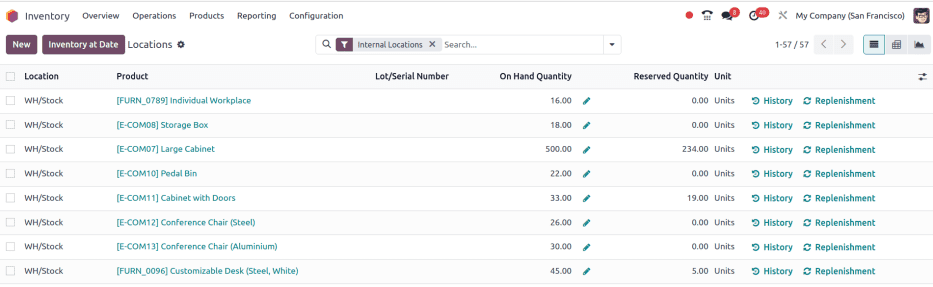 Inventory Overview Operations Products Reporting Configuration 8 46 My Company (San Francisco)
New Inventory at Date Locations Internal Locations × Search... 1-57 / 57
Location Product Lot/Serial Number On Hand Quantity Reserved Quantity Unit
WH/Stock [FURN_0789] Individual Workplace 16.00 0.00 Units History Replenishment
WH/Stock [E-COM08] Storage Box 18.00 0.00 Units History Replenishment
WH/Stock [E-COM07] Large Cabinet 500.00 234.00 Units History Replenishment
WH/Stock [E-COM10] Pedal Bin 22.00 0.00 Units History Replenishment
WH/Stock [E-COM11] Cabinet with Doors 33.00 19.00 Units History Replenishment
WH/Stock [E-COM12] Conference Chair (Steel) 26.00 0.00 Units History Replenishment
WH/Stock [E-COM13] Conference Chair (Aluminium) 30.00 0.00 Units History Replenishment
WH/Stock [FURN_0096] Customizable Desk (Steel, White) 45.00 5.00 Units History Replenishment